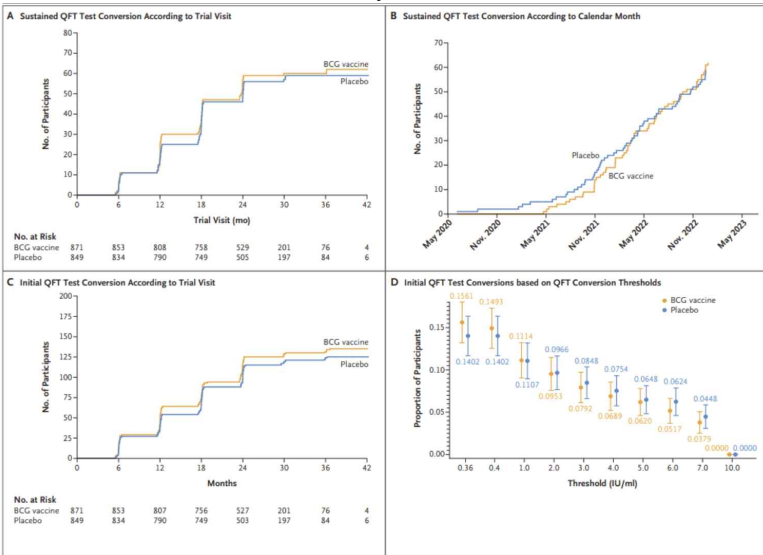 A Sustained QFT Test Conversion According to Trial Visit
No. of Participants
80
70
60
50
40
30
20
10
0
BCG vaccine
Placebo
0 6 12 18 24 30 36 42
Trial Visit (mo)
No. at Risk
BCG vaccine 871 853 808 758 529 201 76 4
Placebo 849 834 790 749 505 197 84 6
B Sustained QFT Test Conversion According to Calendar Month
No. of Participants
70
60
50
40
30
20
10
0
Placebo
BCG vaccine
May 2020 Nov. 2020 May 2021 Nov. 2021 May 2022 Nov. 2022 May 2023
C Initial QFT Test Conversion According to Trial Visit
No. of Participants
200
175
150
125
100
75
50
25
0
BCG vaccine
Placebo
0 6 12 18 24 30 36 42
Months
No. at Risk
BCG vaccine 871 853 807 756 527 201 76 4
Placebo 849 834 790 749 503 197 84 6
D Initial QFT Test Conversions based on QFT Conversion Thresholds
Proportion of Participants
0.15
0.10
0.05
0.00
BCG vaccine
Placebo
0.1561 0.1493 0.1114 0.0966 0.0848 0.0754 0.0648 0.0624 0.0448
0.1402 0.1402 0.1107 0.0953 0.0792 0.0689 0.0620 0.0517 0.0379 0.0000 0.0000
0.36 0.4 1.0 2.0 3.0 4.0 5.0 6.0 7.0 10.0
Threshold (IU/ml)